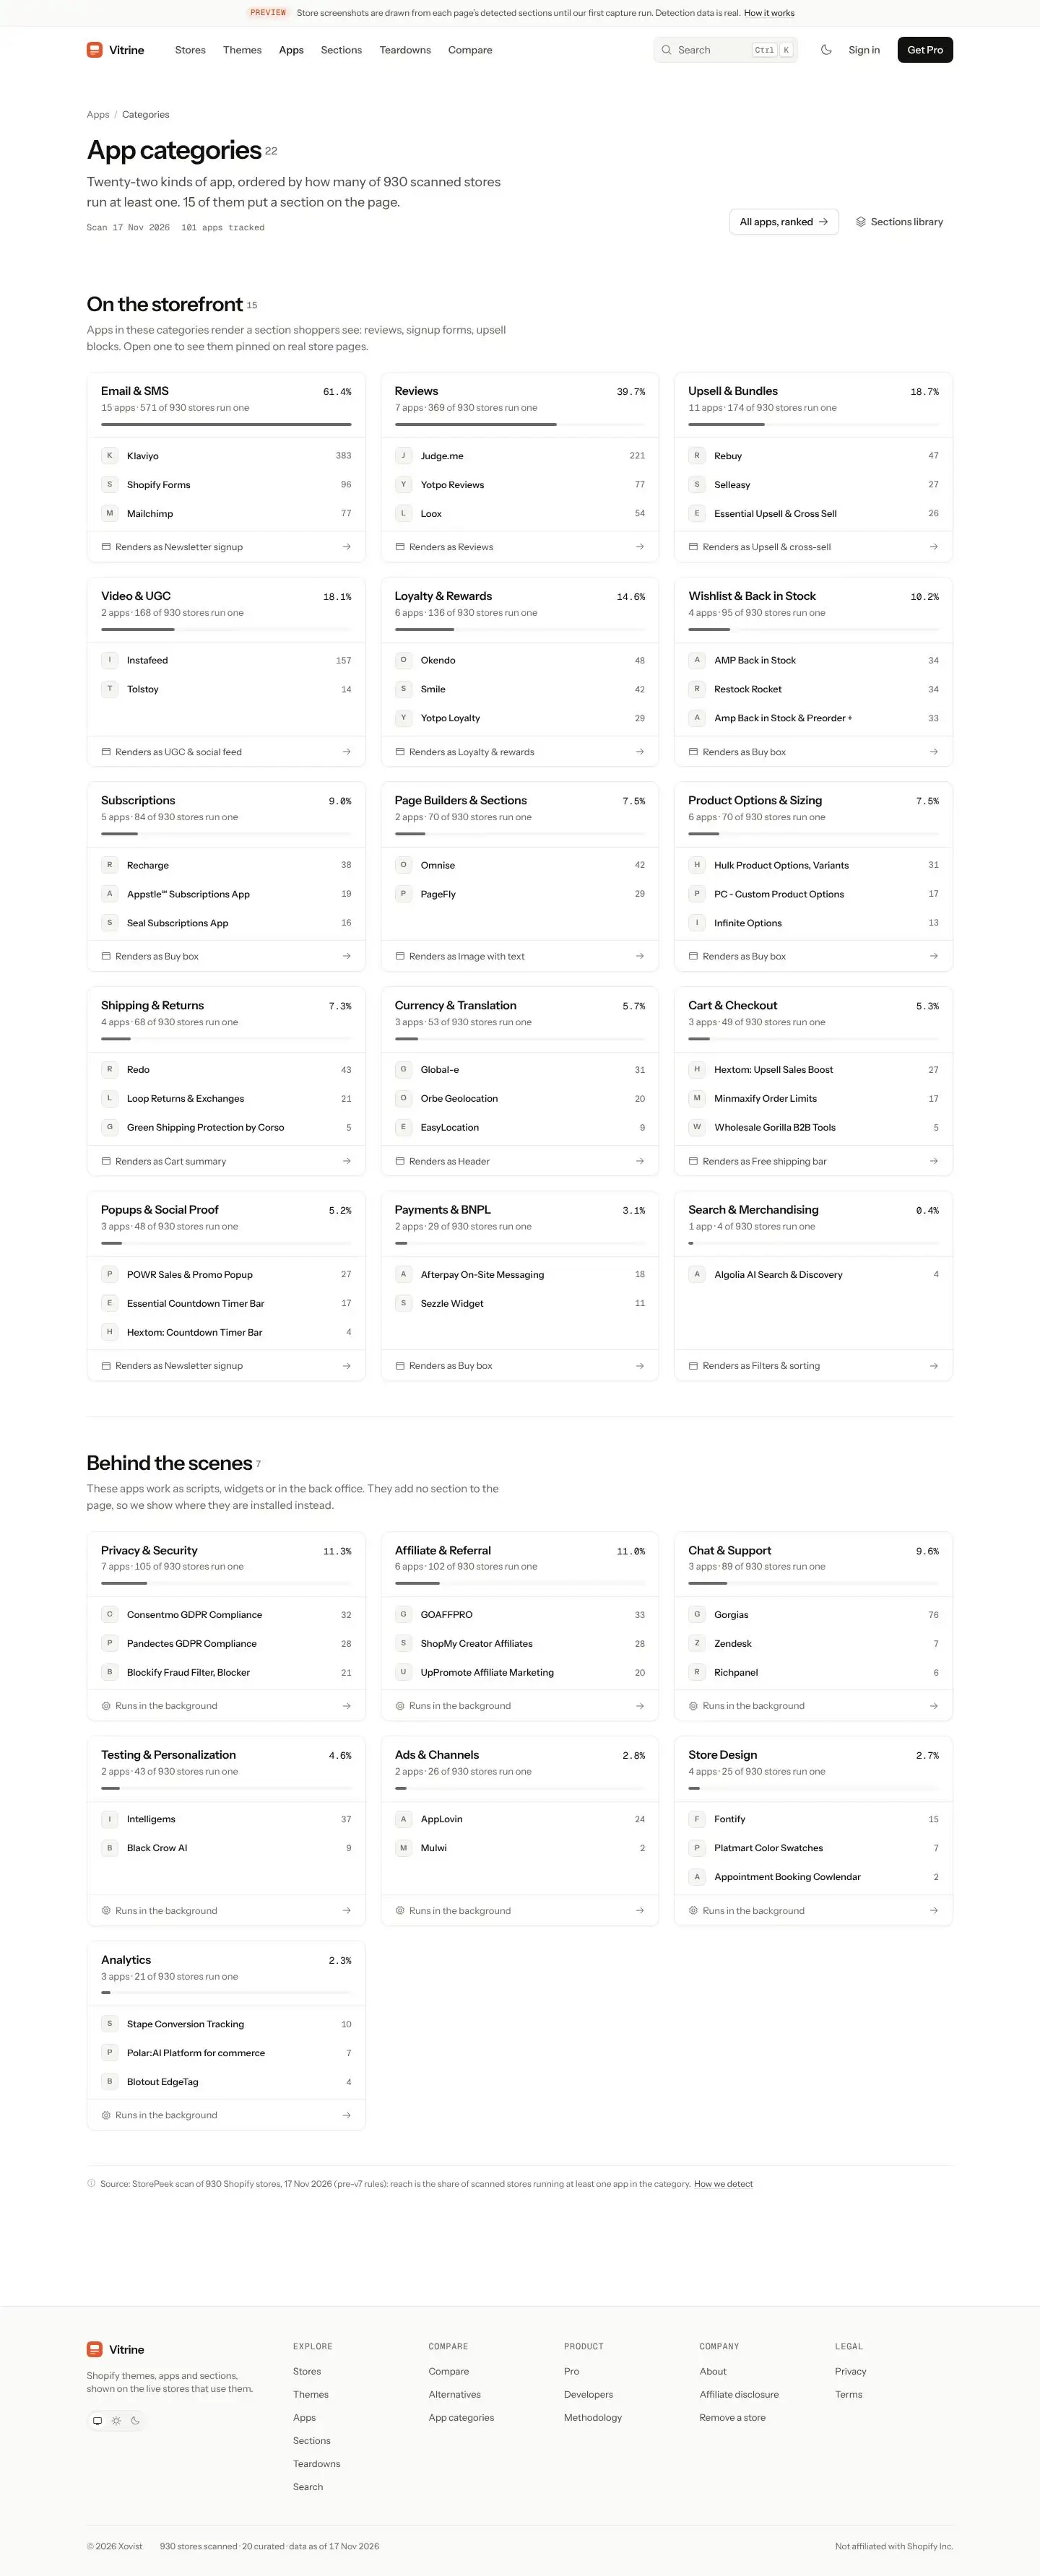 PREVIEW Store screenshots are drawn from each page's detected sections until our first capture run. Detection data is real. How it works
Vitrine Stores Themes Apps Sections Teardowns Compare Search Ctrl K Sign in Get Pro
Apps / Categories
App categories 22
Twenty-two kinds of app, ordered by how many of 930 scanned stores
run at least one. 15 of them put a section on the page.
Scan 17 Nov 2026 101 apps tracked
All apps, ranked → Sections library
On the storefront 15
Apps in these categories render a section shoppers see: reviews, signup forms, upsell
blocks. Open one to see them pinned on real store pages.
Email & SMS 61.4%
15 apps · 571 of 930 stores run one
K Klaviyo 383
S Shopify Forms 96
M Mailchimp 77
Renders as Newsletter signup →
Reviews 39.7%
7 apps · 369 of 930 stores run one
J Judge.me 221
Y Yotpo Reviews 77
L Loox 54
Renders as Reviews →
Upsell & Bundles 18.7%
11 apps · 174 of 930 stores run one
R Rebuy 47
S Selleasy 27
E Essential Upsell & Cross Sell 26
Renders as Upsell & cross-sell →
Video & UGC 18.1%
2 apps · 168 of 930 stores run one
I Instafeed 157
T Tolstoy 14
Renders as UGC & social feed →
Loyalty & Rewards 14.6%
6 apps · 136 of 930 stores run one
O Okendo 48
S Smile 42
Y Yotpo Loyalty 29
Renders as Loyalty & rewards →
Wishlist & Back in Stock 10.2%
4 apps · 95 of 930 stores run one
A AMP Back in Stock 34
R Restock Rocket 34
A Amp Back in Stock & Preorder + 33
Renders as Buy box →
Subscriptions 9.0%
5 apps · 84 of 930 stores run one
R Recharge 38
A Appstle℠ Subscriptions App 19
S Seal Subscriptions App 16
Renders as Buy box →
Page Builders & Sections 7.5%
2 apps · 70 of 930 stores run one
O Omnise 42
P PageFly 29
Renders as Image with text →
Product Options & Sizing 7.5%
6 apps · 70 of 930 stores run one
H Hulk Product Options, Variants 31
P PC - Custom Product Options 17
I Infinite Options 13
Renders as Buy box →
Shipping & Returns 7.3%
4 apps · 68 of 930 stores run one
R Redo 43
L Loop Returns & Exchanges 21
G Green Shipping Protection by Corso 5
Renders as Cart summary →
Currency & Translation 5.7%
3 apps · 53 of 930 stores run one
G Global-e 31
O Orbe Geolocation 20
E EasyLocation 9
Renders as Header →
Cart & Checkout 5.3%
3 apps · 49 of 930 stores run one
H Hextom: Upsell Sales Boost 27
M Minmaxify Order Limits 17
W Wholesale Gorilla B2B Tools 5
Renders as Free shipping bar →
Popups & Social Proof 5.2%
3 apps · 48 of 930 stores run one
P POWR Sales & Promo Popup 27
E Essential Countdown Timer Bar 17
H Hextom: Countdown Timer Bar 4
Renders as Newsletter signup →
Payments & BNPL 3.1%
2 apps · 29 of 930 stores run one
A Afterpay On-Site Messaging 18
S Sezzle Widget 11
Renders as Buy box →
Search & Merchandising 0.4%
1 app · 4 of 930 stores run one
A Algolia AI Search & Discovery 4
Renders as Filters & sorting →
Behind the scenes 7
These apps work as scripts, widgets or in the back office. They add no section to the
page, so we show where they are installed instead.
Privacy & Security 11.3%
7 apps · 105 of 930 stores run one
C Consentmo GDPR Compliance 32
P Pandectes GDPR Compliance 28
B Blockify Fraud Filter, Blocker 21
Runs in the background →
Affiliate & Referral 11.0%
6 apps · 102 of 930 stores run one
G GOAFFPRO 33
S ShopMy Creator Affiliates 28
U UpPromote Affiliate Marketing 20
Runs in the background →
Chat & Support 9.6%
3 apps · 89 of 930 stores run one
G Gorgias 76
Z Zendesk 7
R Richpanel 6
Runs in the background →
Testing & Personalization 4.6%
2 apps · 43 of 930 stores run one
I Intelligems 37
B Black Crow AI 9
Runs in the background →
Ads & Channels 2.8%
2 apps · 26 of 930 stores run one
A AppLovin 24
M Mulwi 2
Runs in the background →
Store Design 2.7%
4 apps · 25 of 930 stores run one
F Fontify 15
P Platmart Color Swatches 7
A Appointment Booking Cowlendar 2
Runs in the background →
Analytics 2.3%
3 apps · 21 of 930 stores run one
S Stape Conversion Tracking 10
P Polar:AI Platform for commerce 7
B Blotout EdgeTag 4
Runs in the background →
Source: StorePeek scan of 930 Shopify stores, 17 Nov 2026 (pre-v7 rules): reach is the share of scanned stores running at least one app in the category. How we detect
Vitrine
Shopify themes, apps and sections,
shown on the live stores that use them.
EXPLORE
Stores
Themes
Apps
Sections
Teardowns
Search
COMPARE
Compare
Alternatives
App categories
PRODUCT
Pro
Developers
Methodology
COMPANY
About
Affiliate disclosure
Remove a store
LEGAL
Privacy
Terms
© 2026 Xovist 930 stores scanned · 20 curated · data as of 17 Nov 2026 Not affiliated with Shopify Inc.